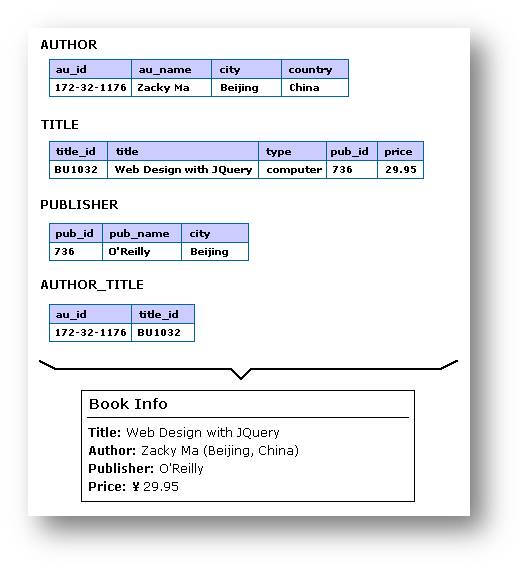 AUTHOR
au_id au_name city country
172-32-1176 Zacky Ma Beijing China
TITLE
title_id title type pub_id price
BU1032 Web Design with JQuery computer 736 29.95
PUBLISHER
pub_id pub_name city
736 O'Reilly Beijing
AUTHOR_TITLE
au_id title_id
172-32-1176 BU1032
Book Info
Title: Web Design with JQuery
Author: Zacky Ma (Beijing, China)
Publisher: O'Reilly
Price: ¥ 29.95